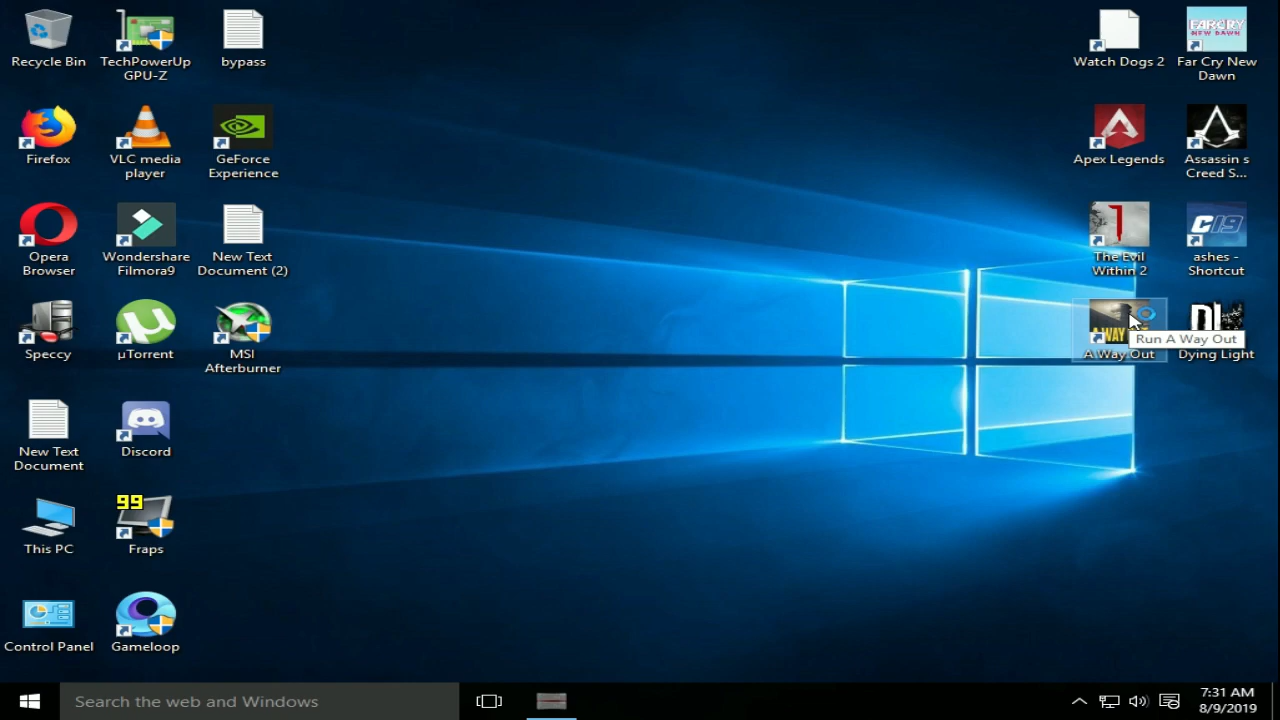 Recycle Bin
TechPowerUp
GPU-Z
bypass
Firefox
VLC media
player
GeForce
Experience
Opera
Browser
Wondershare
Filmora9
New Text
Document (2)
Speccy
µTorrent
MSI
Afterburner
New Text
Document
Discord
This PC
99
Fraps
Control Panel
Gameloop
Watch Dogs 2
FARCRY
NEW DAWN
Far Cry New
Dawn
Apex Legends
Assassin s
Creed S...
The Evil
Within 2
C19
ashes -
Shortcut
A WAY
Run A Way Out
A Way Out
Dying Light
Search the web and Windows
7:31 AM
8/9/2019